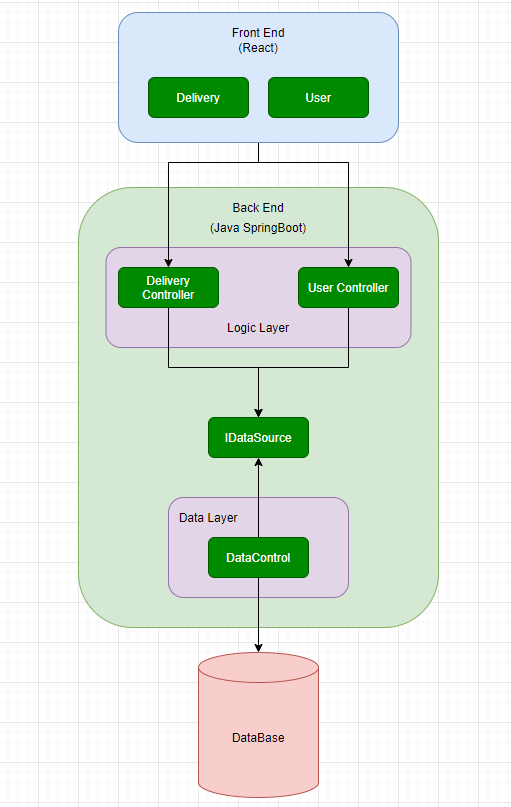 Front End
(React)
Delivery
User
Back End
(Java SpringBoot)
Delivery
Controller
User Controller
Logic Layer
IDataSource
Data Layer
DataControl
DataBase